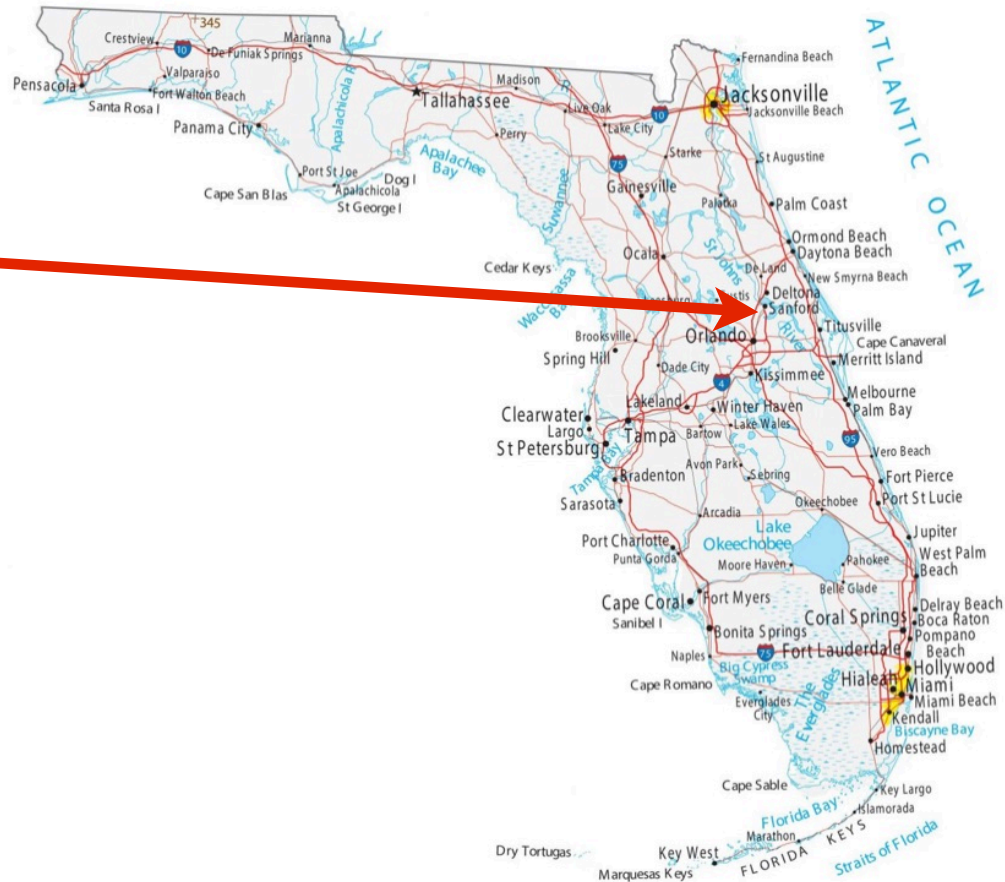 345
Crestview
10
De Funiak Springs
Marianna
Pensacola
Valparaiso
Fort Walton Beach
Santa Rosa I
Panama City
Apalachicola R
Port St Joe
Cape San Blas
Apalachicola
Dog I
St George I
Tallahassee
Apalachee
Bay
Madison
Perry
Live Oak
Lake City
10
75
Suwannee
R
Jacksonville
Fernandina Beach
Jacksonville Beach
ATLANTIC OCEAN
Starke
St Augustine
Gainesville
Palatka
Palm Coast
Ocala
St Johns
River
Ormond Beach
Daytona Beach
De Land
New Smyrna Beach
Cedar Keys
Deltona
Sanford
Orlando
Titusville
Cape Canaveral
Merritt Island
Brooksville
Spring Hill
Dade City
Kissimmee
4
Melbourne
Palm Bay
Lakeland
Winter Haven
Clearwater
Largo
St Petersburg
Tampa
Tampa Bay
Bartow
Lake Wales
95
Vero Beach
Avon Park
Sebring
Bradenton
Fort Pierce
Port St Lucie
Sarasota
Okeechobee
Arcadia
Lake
Okeechobee
Jupiter
Port Charlotte
Punta Gorda
Moore Haven
Pahokee
West Palm
Beach
Belle Glade
Fort Myers
Cape Coral
Sanibel I
Delray Beach
Coral Springs
Boca Raton
Bonita Springs
Pompano
Beach
75
Fort Lauderdale
Naples
Big Cypress
Swamp
Hollywood
Hialeah
Miami
Miami Beach
Cape Romano
Everglades
City
The
Everglades
Kendall
Biscayne Bay
Homestead
Cape Sable
Key Largo
Islamorada
Florida Bay
Marathon
FLORIDA KEYS
Straits of Florida
Dry Tortugas
Key West
Marquesas Keys